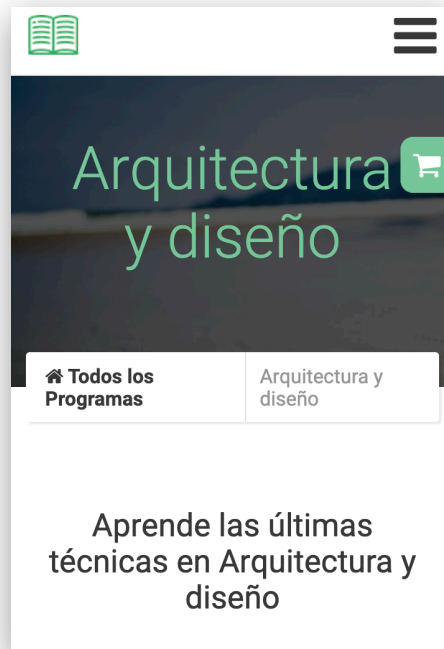 Arquitectura
y diseño
Todos los
Programas
Arquitectura y
diseño
Aprende las últimas
técnicas en Arquitectura y
diseño